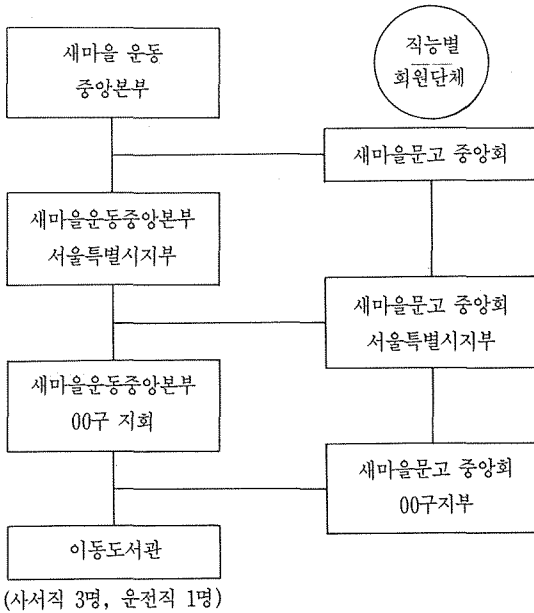 새마을 운동
중앙본부
직능별
회원단체
새마을문고 중앙회
새마을운동중앙본부
서울특별시지부
새마을문고 중앙회
서울특별시지부
새마을운동중앙본부
00구 지회
새마을문고 중앙회
00구지부
이동도서관
(사서직 3명, 운전직 1명)